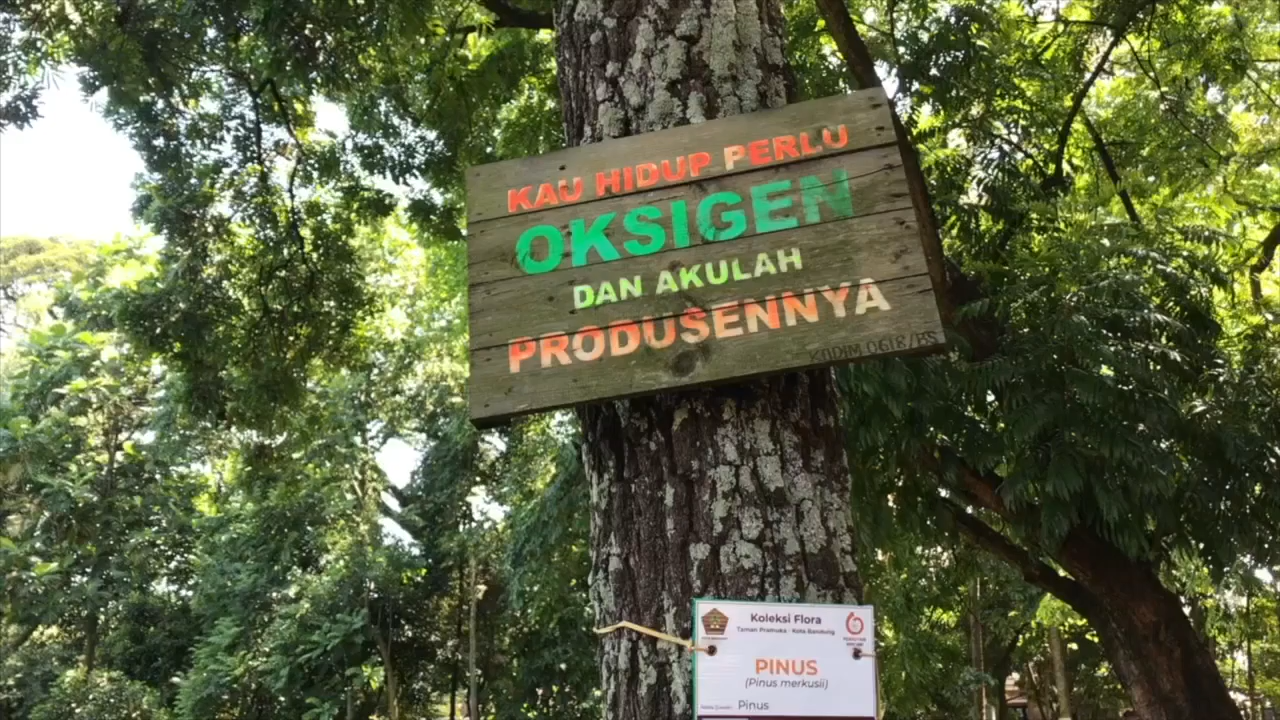 KAU HIDUP PERLU
OKSIGEN
DAN AKULAH
PRODUSENNYA
KODIM 0618/BS
Koleksi Flora
Taman Pramuka - Kota Bandung
PINUS
(Pinus merkusii)
Pinus